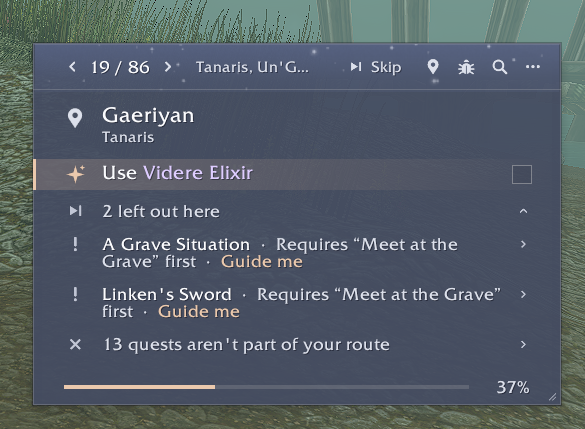 19 / 86 Tanaris, Un'G... Skip
Gaeriyan
Tanaris
Use Videre Elixir
2 left out here
A Grave Situation · Requires “Meet at the
Grave” first · Guide me
Linken's Sword · Requires “Meet at the Grave”
first · Guide me
13 quests aren't part of your route
37%